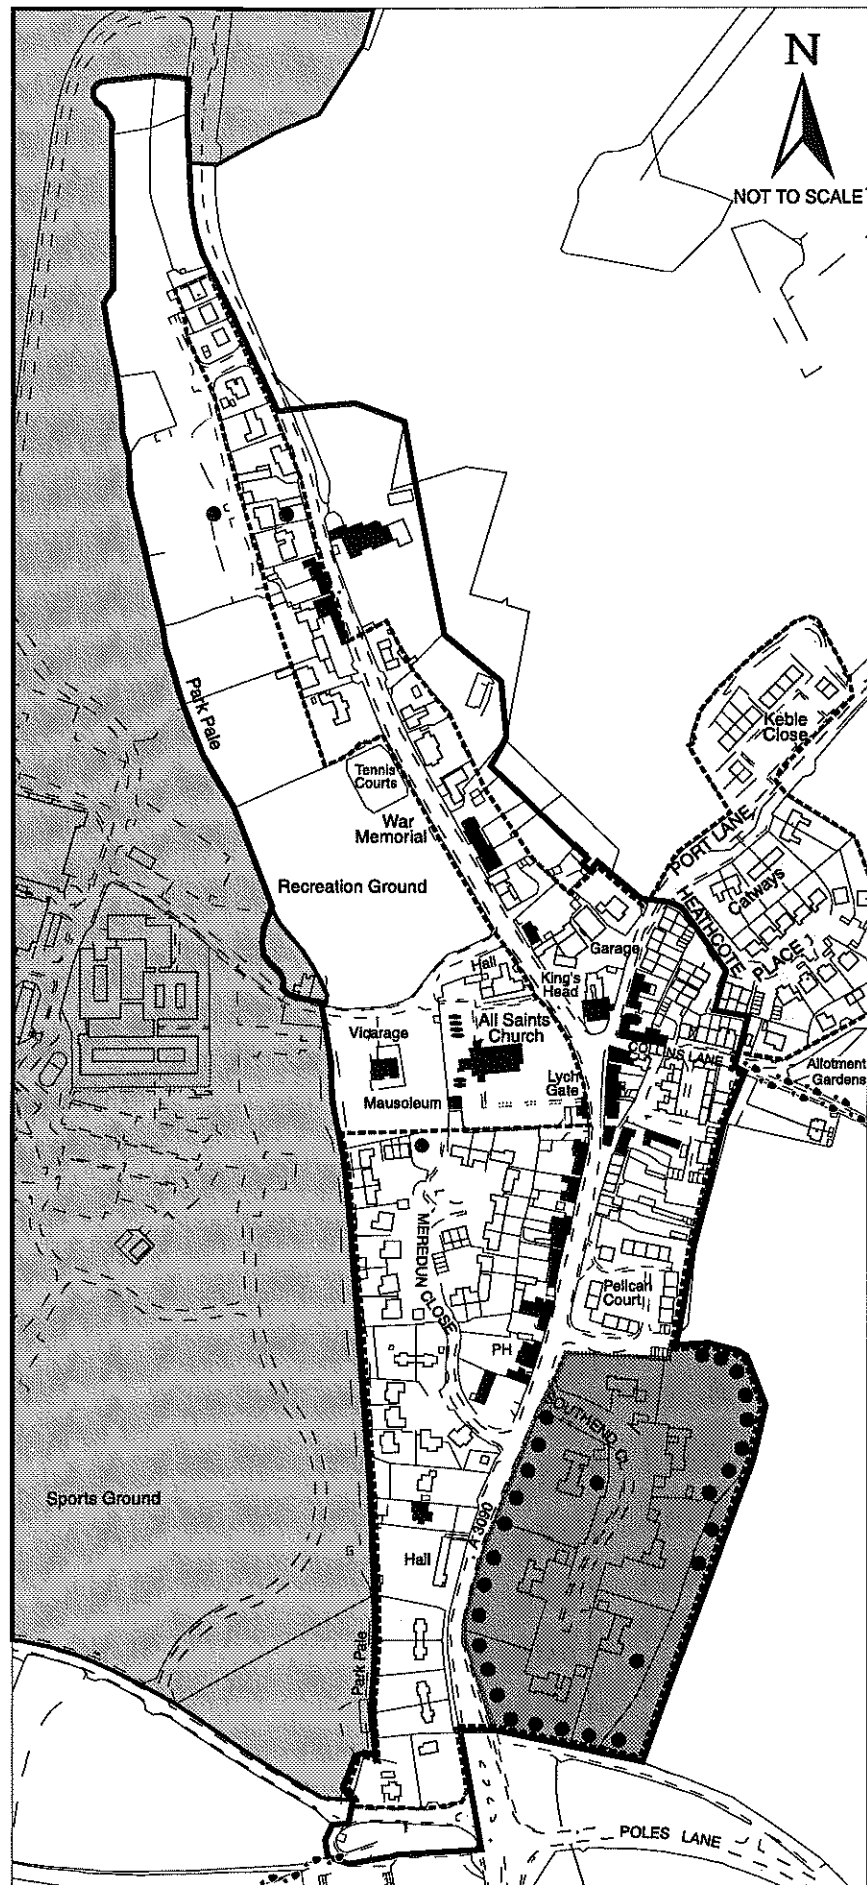 N
NOT TO SCALE
Park Pale
Keble
Close
Tennis
Courts
War
Memorial
PORT LANE
Recreation Ground
Catways
HEATHCOTE
PLACE
Garage
Hall
King's
Head
Vicarage
All Saints
Church
COLLINS LANE
Allotment
Gardens
Lych
Gate
Mausoleum
MEREDUN CLOSE
Pelican
Court
PH
SOUTHEND CL
Sports Ground
A 3090
Hall
Park Pale
POLES LANE